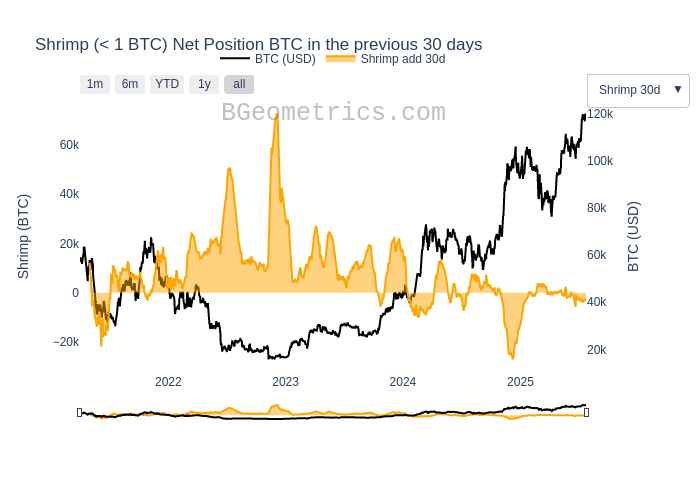 Shrimp (< 1 BTC) Net Position BTC in the previous 30 days
BTC (USD) Shrimp add 30d
1m 6m YTD 1y all
Shrimp 30d ▼
BGeometrics.com
60k
40k
20k
0
−20k
Shrimp (BTC)
120k
100k
80k
60k
40k
20k
BTC (USD)
2022 2023 2024 2025